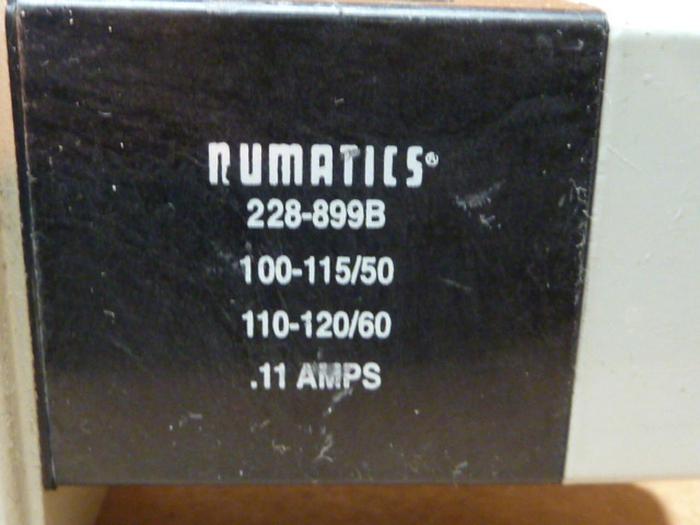 numatics®
228-899B
100-115/50
110-120/60
.11 AMPS